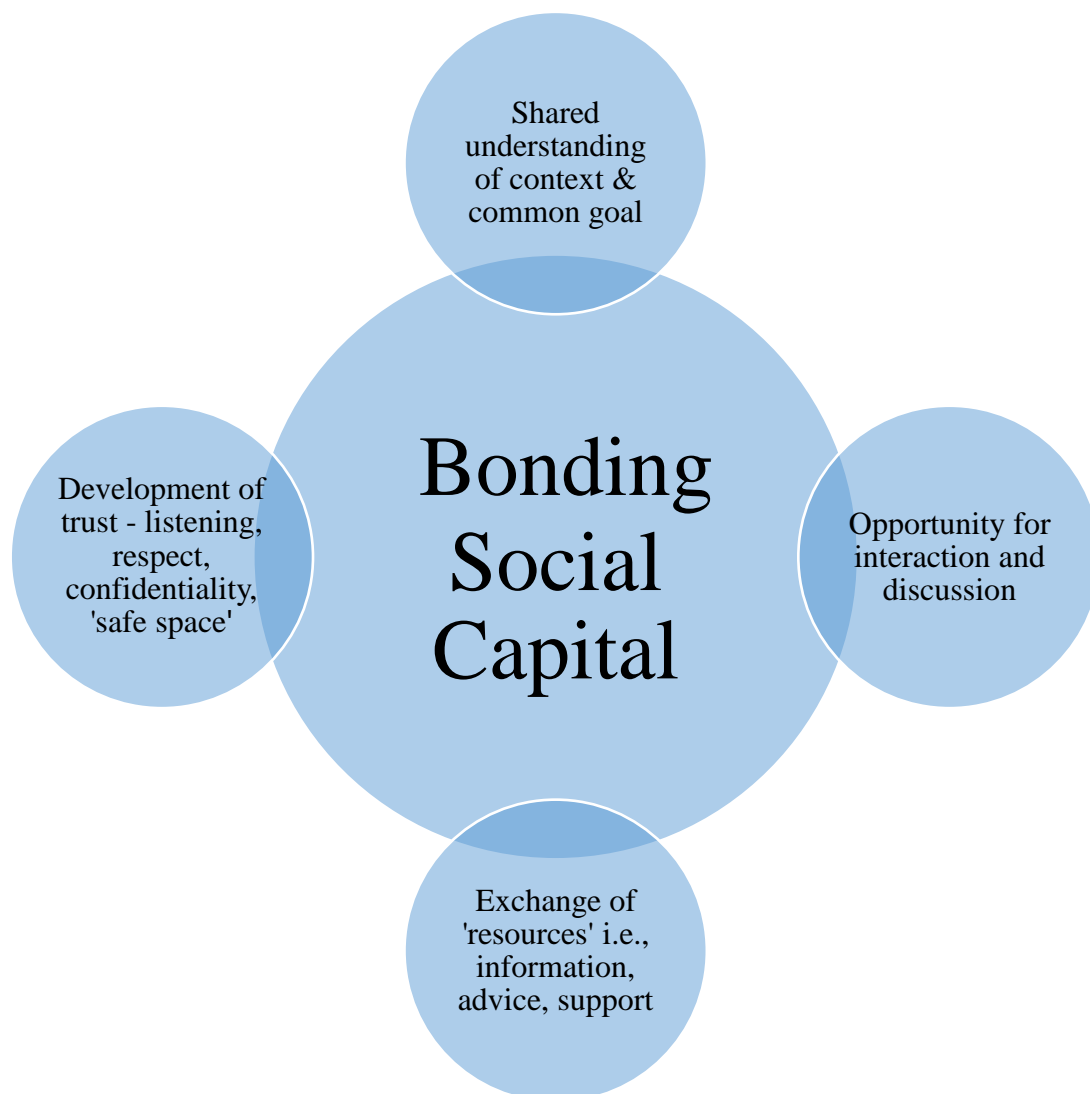 Shared
understanding
of context &
common goal
Development of
trust - listening,
respect,
confidentiality,
'safe space'
Bonding
Social
Capital
Opportunity for
interaction and
discussion
Exchange of
'resources' i.e.,
information,
advice, support